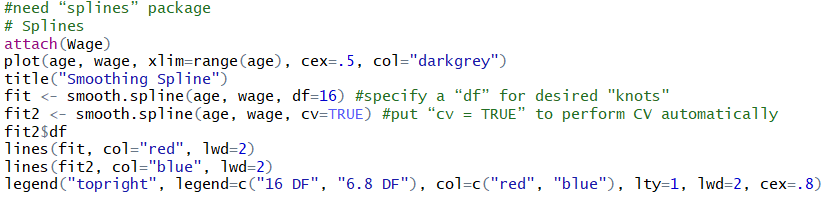 #need “splines” package
# Splines
attach(Wage)
plot(age, wage, xlim=range(age), cex=.5, col="darkgrey")
title("Smoothing Spline")
fit <- smooth.spline(age, wage, df=16) #specify a “df” for desired "knots"
fit2 <- smooth.spline(age, wage, cv=TRUE) #put “cv = TRUE” to perform CV automatically
fit2$df
lines(fit, col="red", lwd=2)
lines(fit2, col="blue", lwd=2)
legend("topright", legend=c("16 DF", "6.8 DF"), col=c("red", "blue"), lty=1, lwd=2, cex=.8)